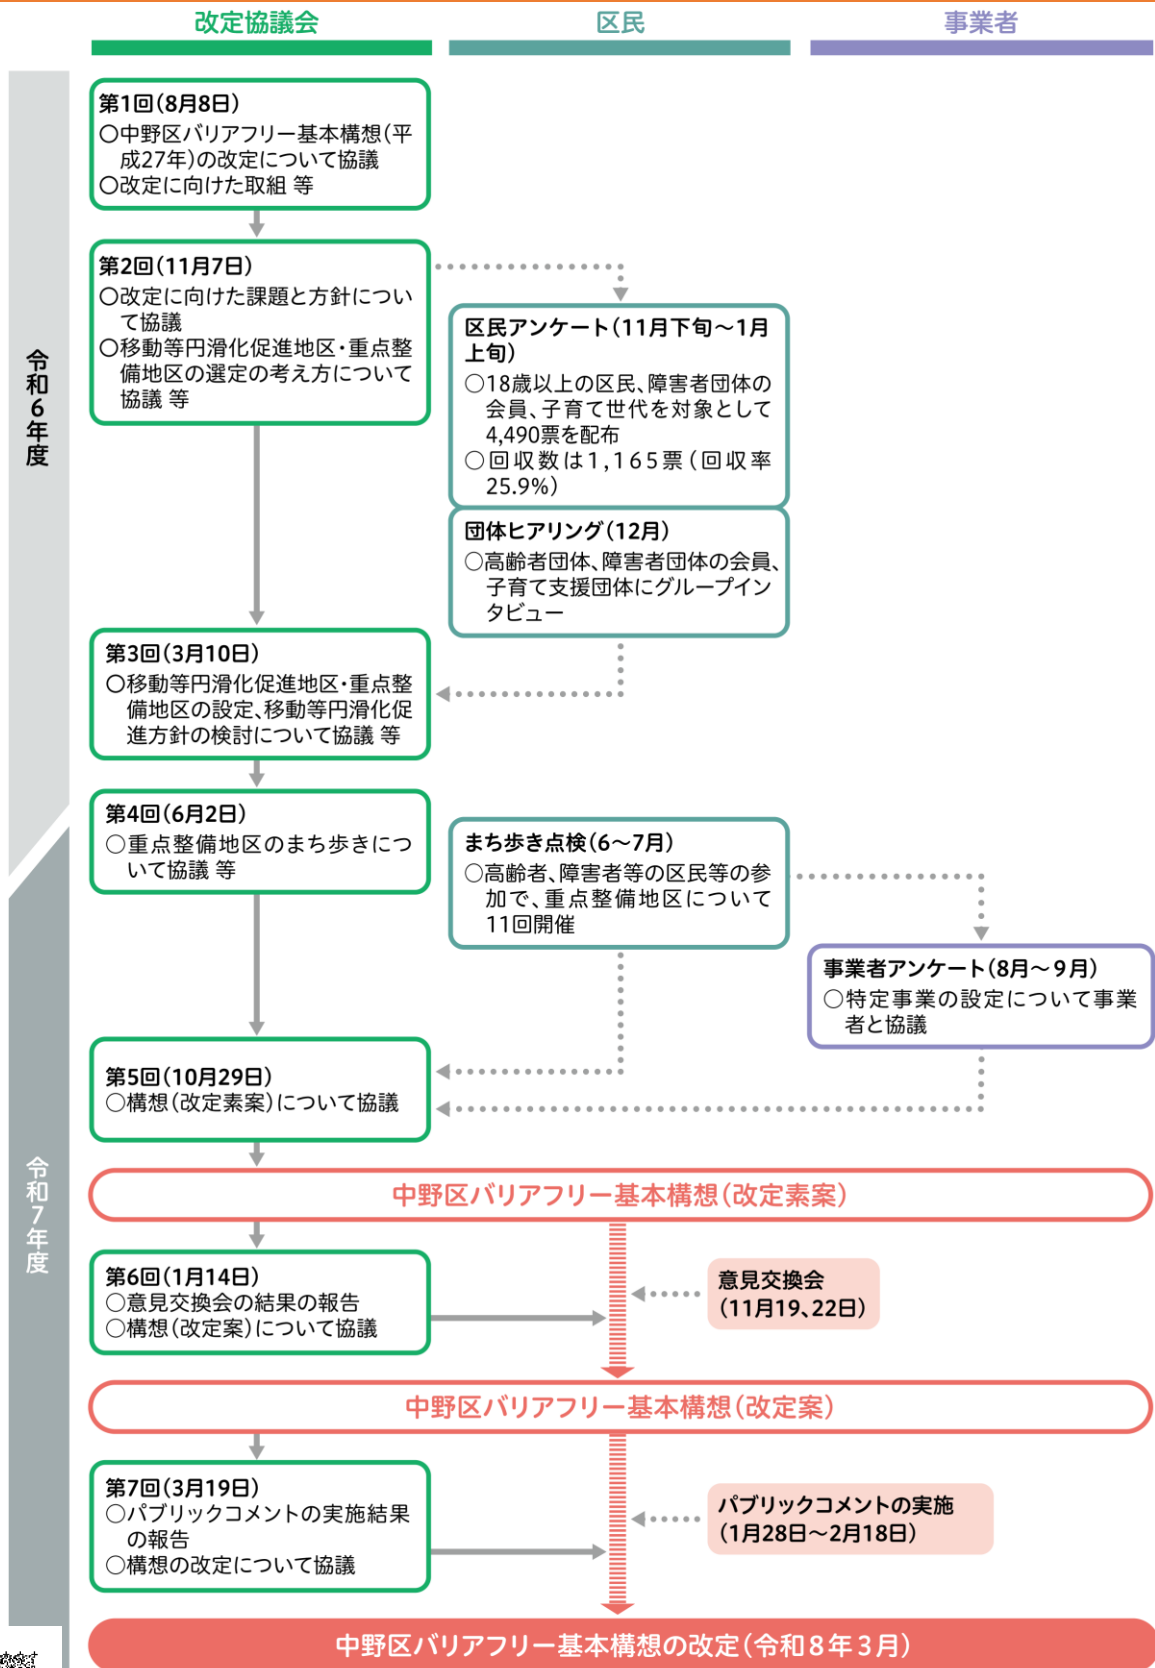 改定協議会
区民
事業者
令和6年度
第1回(8月8日)
○中野区バリアフリー基本構想(平
成27年)の改定について協議
○改定に向けた取組 等
第2回(11月7日)
○改定に向けた課題と方針につい
て協議
○移動等円滑化促進地区・重点整
備地区の選定の考え方について
協議 等
区民アンケート(11月下旬〜1月
上旬)
○18歳以上の区民、障害者団体の
会員、子育て世代を対象として
4,490票を配布
○回収数は1,165票(回収率
25.9%)
団体ヒアリング(12月)
○高齢者団体、障害者団体の会員、
子育て支援団体にグループイン
タビュー
第3回(3月10日)
○移動等円滑化促進地区・重点整
備地区の設定、移動等円滑化促
進方針の検討について協議 等
令和7年度
第4回(6月2日)
○重点整備地区のまち歩きにつ
いて協議 等
まち歩き点検(6〜7月)
○高齢者、障害者等の区民等の参
加で、重点整備地区について
11回開催
事業者アンケート(8月〜9月)
○特定事業の設定について事業
者と協議
第5回(10月29日)
○構想(改定素案)について協議
中野区バリアフリー基本構想(改定素案)
第6回(1月14日)
○意見交換会の結果の報告
○構想(改定案)について協議
意見交換会
(11月19、22日)
中野区バリアフリー基本構想(改定案)
第7回(3月19日)
○パブリックコメントの実施結果
の報告
○構想の改定について協議
パブリックコメントの実施
(1月28日〜2月18日)
中野区バリアフリー基本構想の改定(令和8年3月)